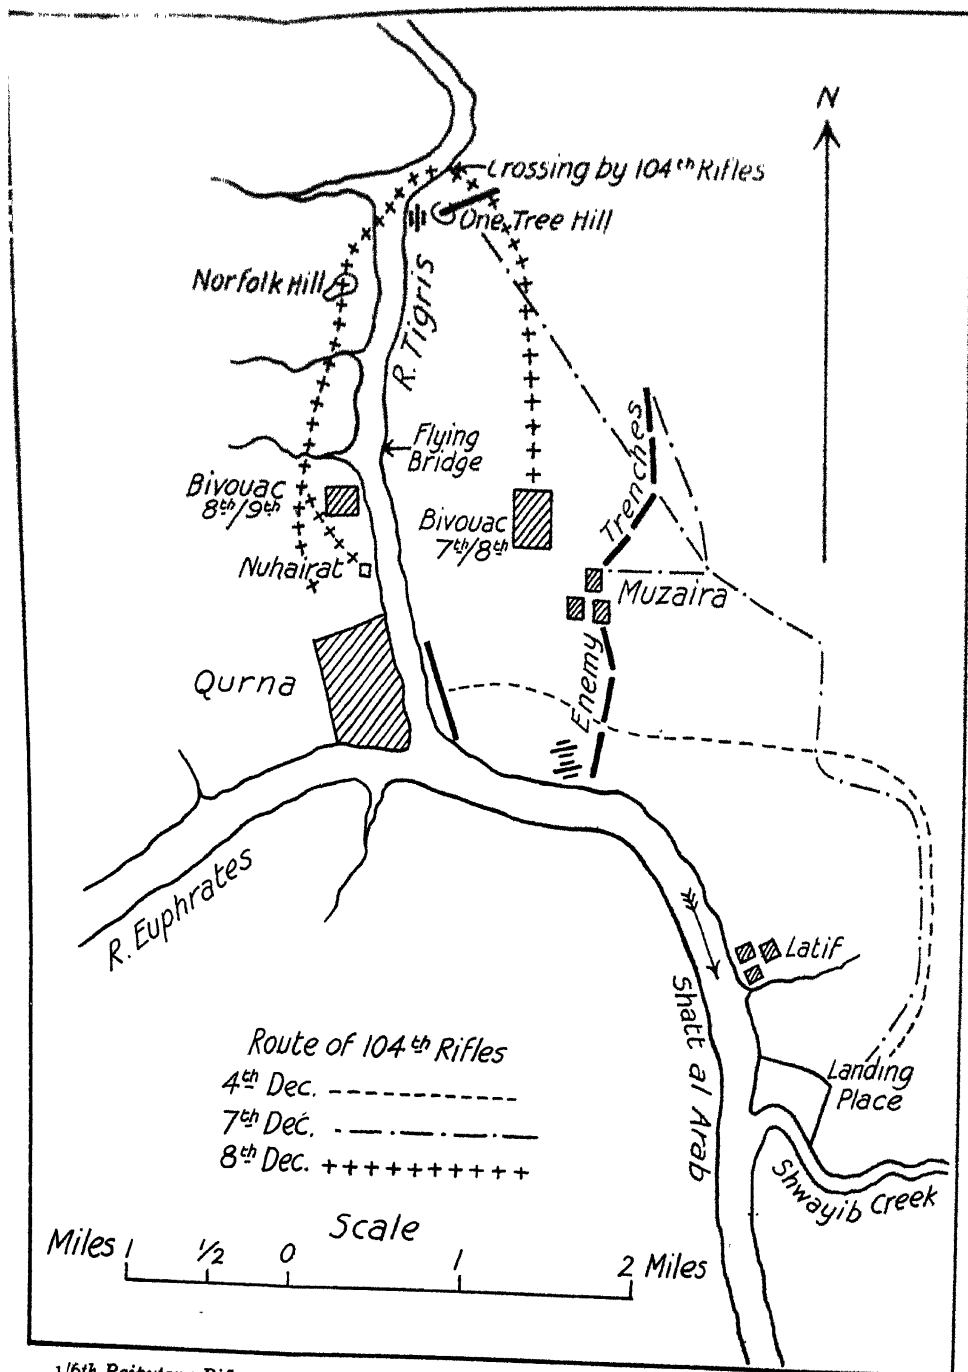 N
Crossing by 104th Rifles
One Tree Hill
Norfolk Hill
R. Tigris
Flying
Bridge
Trenches
Bivouac
8th/9th
Bivouac
7th/8th
Nuhairat
Muzaira
Enemy
Qurna
R. Euphrates
Latif
Shatt al Arab
Landing
Place
Shwayib Creek
Route of 104th Rifles
4th Dec.
7th Dec.
8th Dec.
Scale
Miles 1 ½ 0 1 2 Miles
1/6th